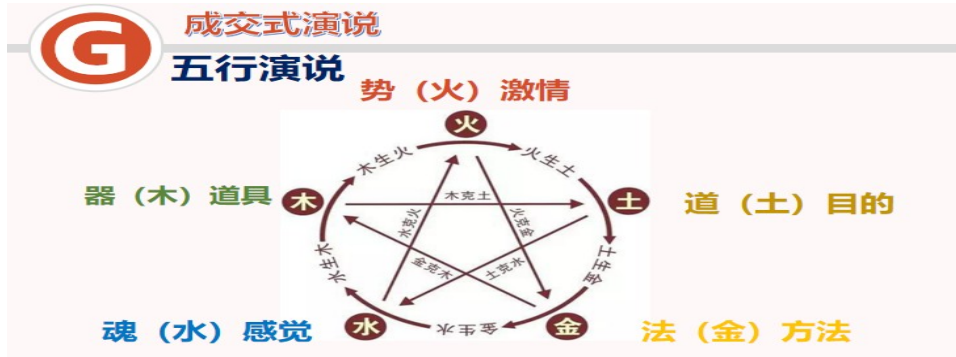 G
成交式演说
五行演说
势（火）激情
火
木生火
火生土
器（木）道具
木
木克土
土
道（土）目的
水克火
火克金
水生木
金克木
土克水
土生金
魂（水）感觉
水
金生水
金
法（金）方法